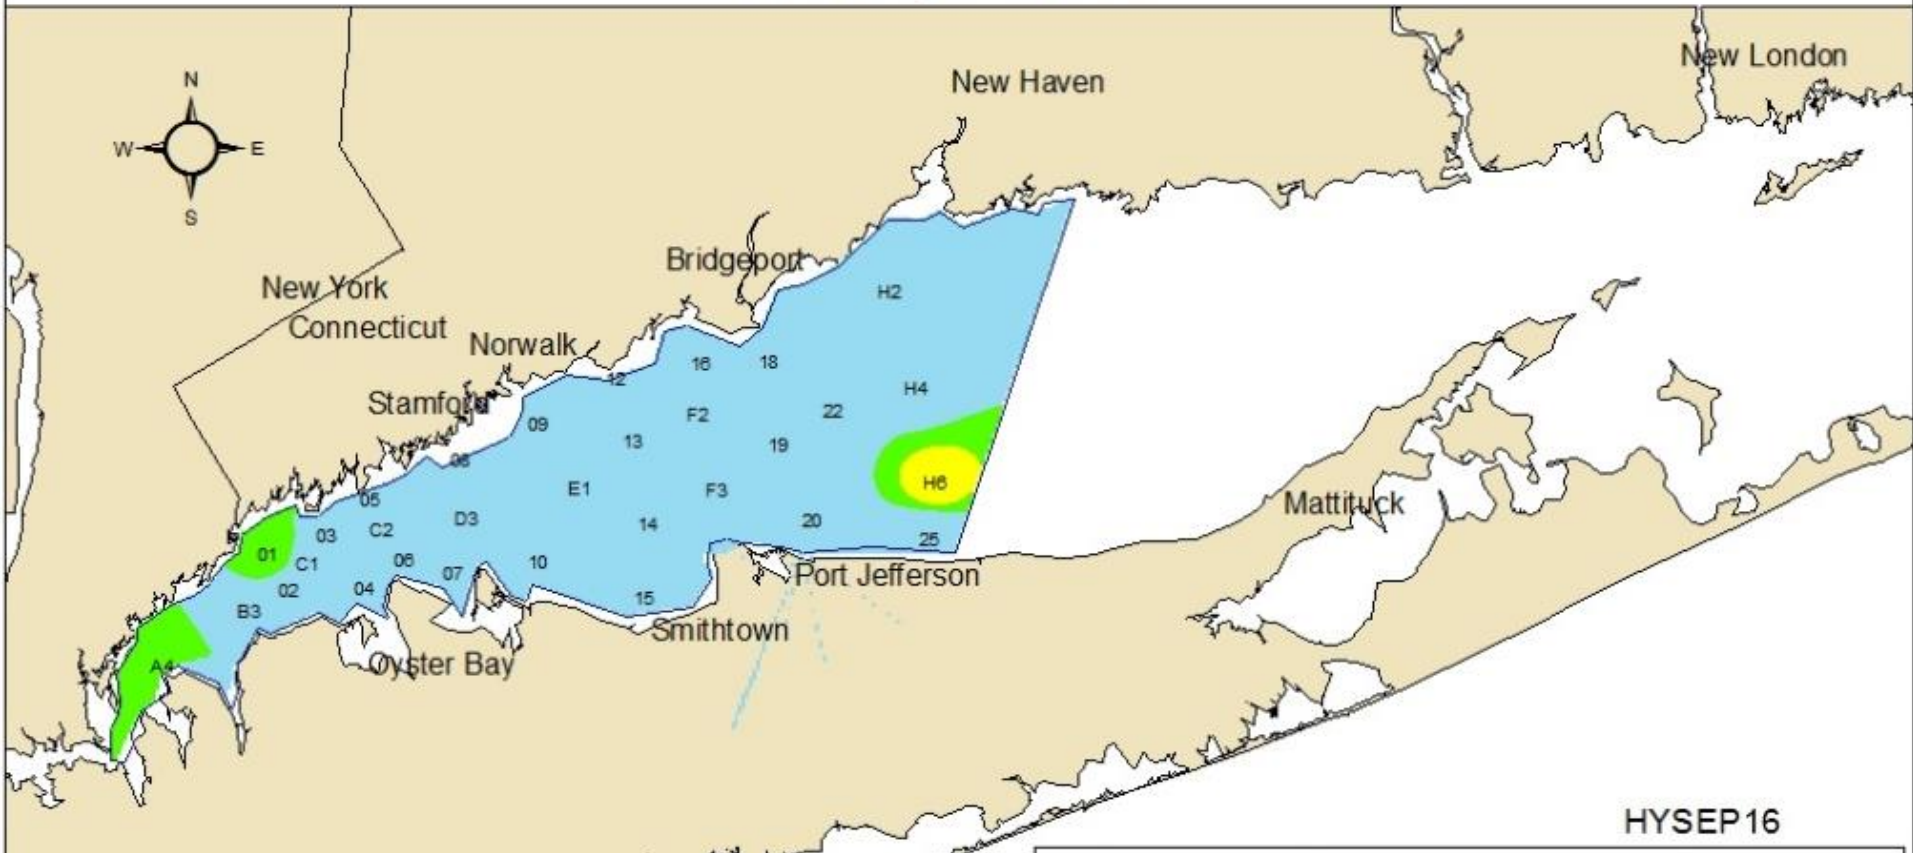 New London
New Haven
N
W
E
S
Bridgeport
New York
H2
Connecticut
Norwalk
16
18
12
H4
Stamford
F2
22
09
13
19
08
H6
E1
F3
05
Mattituck
D3
14
20
C2
03
25
01
C1
06
10
07
Port Jefferson
02
04
15
B3
Smithtown
A4
Oyster Bay
HYSEP16